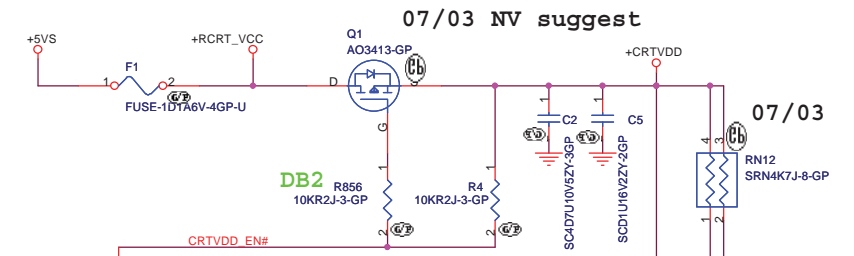 07/03 NV suggest
+5VS
+RCRT_VCC
Q1
AO3413-GP
+CRTVDD
F1
1
2
D
S
G/P
FUSE-1D1A6V-4GP-U
G
1
C2
1
C5
07/03
4
3
RN12
SRN4K7J-8-GP
1
2
DB2
1
R856
10KR2J-3-GP
2
G/P
1
R4
10KR2J-3-GP
2
G/P
SC4D7U10V5ZY-3GP
SCD1U16V2ZY-2GP
CRTVDD_EN#